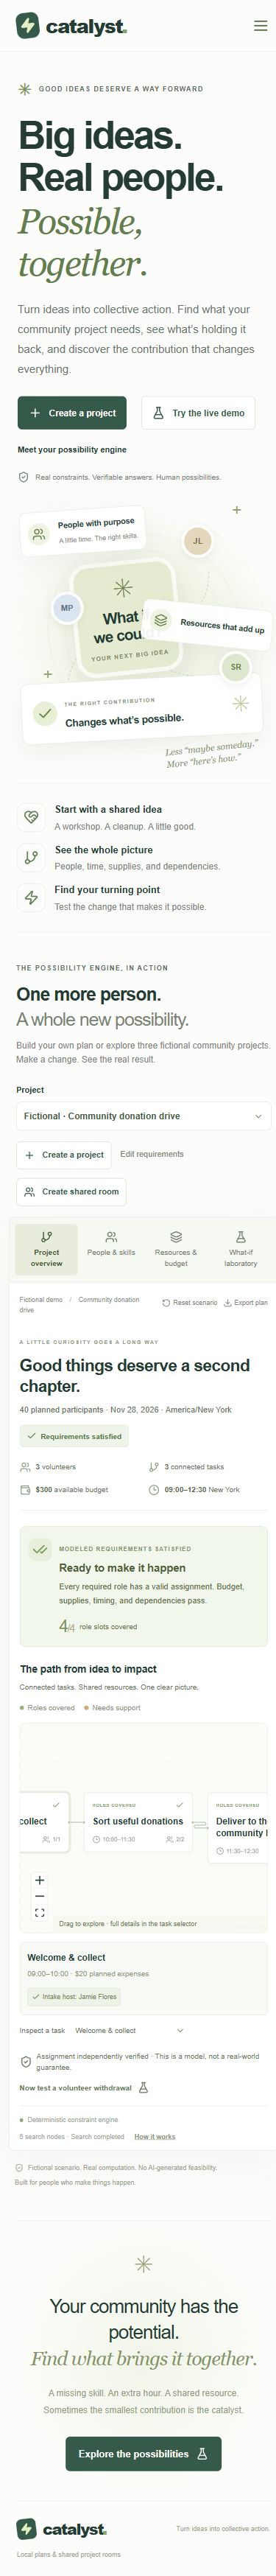 catalyst.
GOOD IDEAS DESERVE A WAY FORWARD
Big ideas.
Real people.
Possible,
together.
Turn ideas into collective action. Find what your
community project needs, see what's holding it
back, and discover the contribution that changes
everything.
Create a project
Try the live demo
Meet your possibility engine
Real constraints. Verifiable answers. Human possibilities.
People with purpose
A little time. The right skills.
JL
MP
What
we cou
YOUR NEXT BIG IDEA
Resources that add up
SR
THE RIGHT CONTRIBUTION
Changes what's possible.
Less "maybe someday."
More "here's how."
Start with a shared idea
A workshop. A cleanup. A little good.
See the whole picture
People, time, supplies, and dependencies.
Find your turning point
Test the change that makes it possible.
THE POSSIBILITY ENGINE, IN ACTION
One more person.
A whole new possibility.
Build your own plan or explore three fictional community projects.
Make a change. See the real result.
Project
Fictional · Community donation drive
Create a project
Edit requirements
Create shared room
Project
overview
People & skills
Resources &
budget
What-if
laboratory
Fictional demo / Community donation
drive
Reset scenario
Export plan
A LITTLE CURIOSITY GOES A LONG WAY
Good things deserve a second
chapter.
40 planned participants · Nov 28, 2026 · America/New York
Requirements satisfied
3 volunteers
3 connected tasks
$300 available budget
09:00–12:30 New York
MODELED REQUIREMENTS SATISFIED
Ready to make it happen
Every required role has a valid assignment. Budget,
supplies, timing, and dependencies pass.
4/4 role slots covered
The path from idea to impact
Connected tasks. Shared resources. One clear picture.
Roles covered
Needs support
collect
1/1
ROLES COVERED
Sort useful donations
10:00–11:30
2/2
ROLES COVERED
Deliver to th
community l
11:30–12:30
Drag to explore · full details in the task selector
Welcome & collect
09:00–10:00 · $20 planned expenses
Intake host: Jamie Flores
Inspect a task
Welcome & collect
Assignment independently verified · This is a model, not a real-world
guarantee.
Now test a volunteer withdrawal
Deterministic constraint engine
5 search nodes · Search completed
How it works
Fictional scenario. Real computation. No AI-generated feasibility.
Built for people who make things happen.
Your community has the
potential.
Find what brings it together.
A missing skill. An extra hour. A shared resource.
Sometimes the smallest contribution is the catalyst.
Explore the possibilities
catalyst.
Turn ideas into collective action.
Local plans & shared project rooms